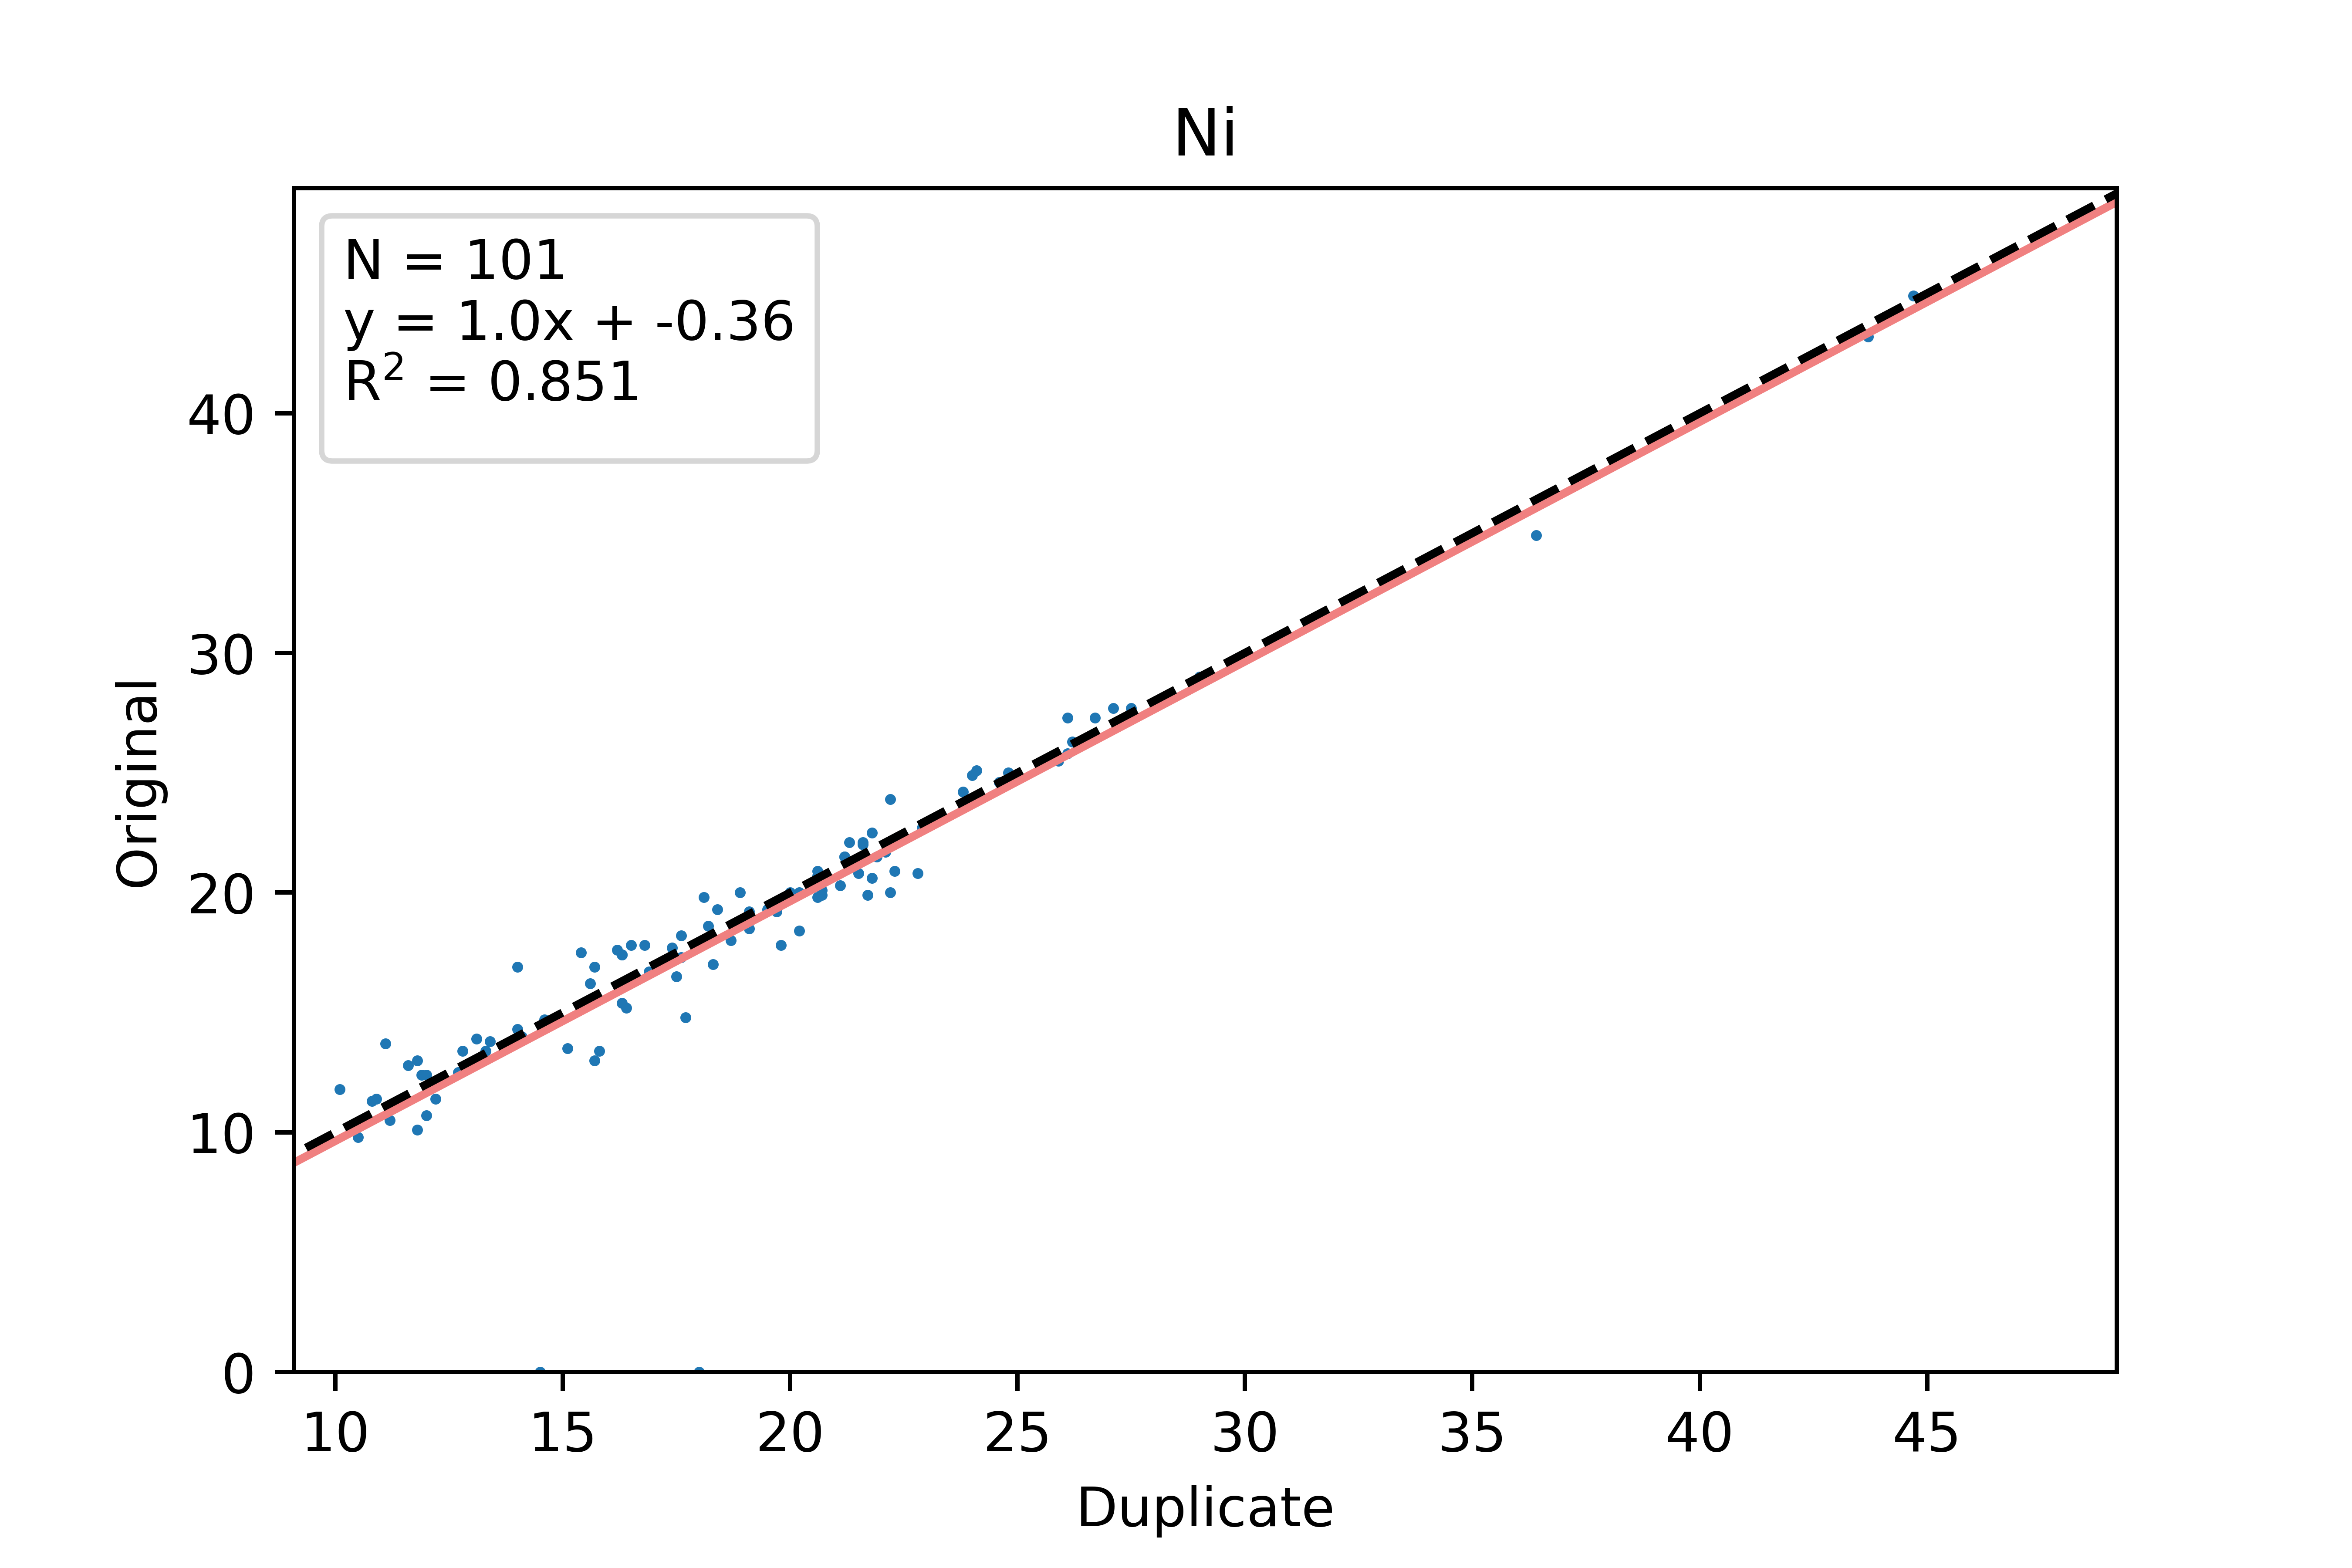 Ni
N = 101
y = 1.0x + -0.36
R² = 0.851
Original
40
30
20
10
0
10 15 20 25 30 35 40 45
Duplicate